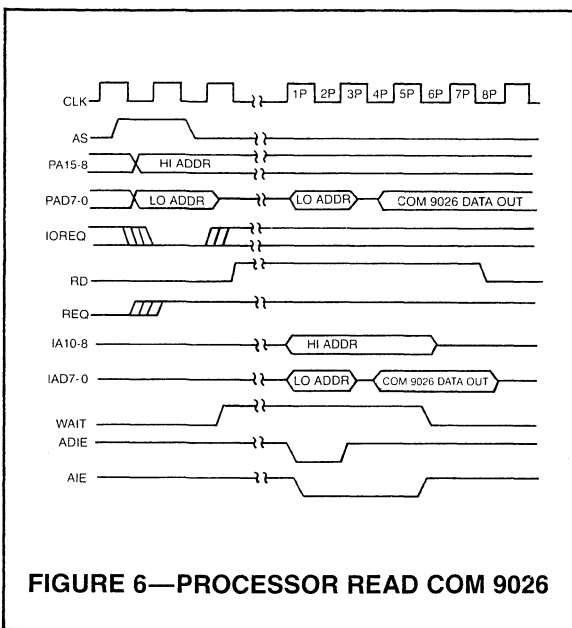 CLK 1P 2P 3P 4P 5P 6P 7P 8P
AS
PA15-8 HI ADDR
PAD7-0 LO ADDR LO ADDR COM 9026 DATA OUT
IOREQ
RD
REQ
IA10-8 HI ADDR
IAD7-0 LO ADDR COM 9026 DATA OUT
WAIT
ADIE
AIE
FIGURE 6—PROCESSOR READ COM 9026